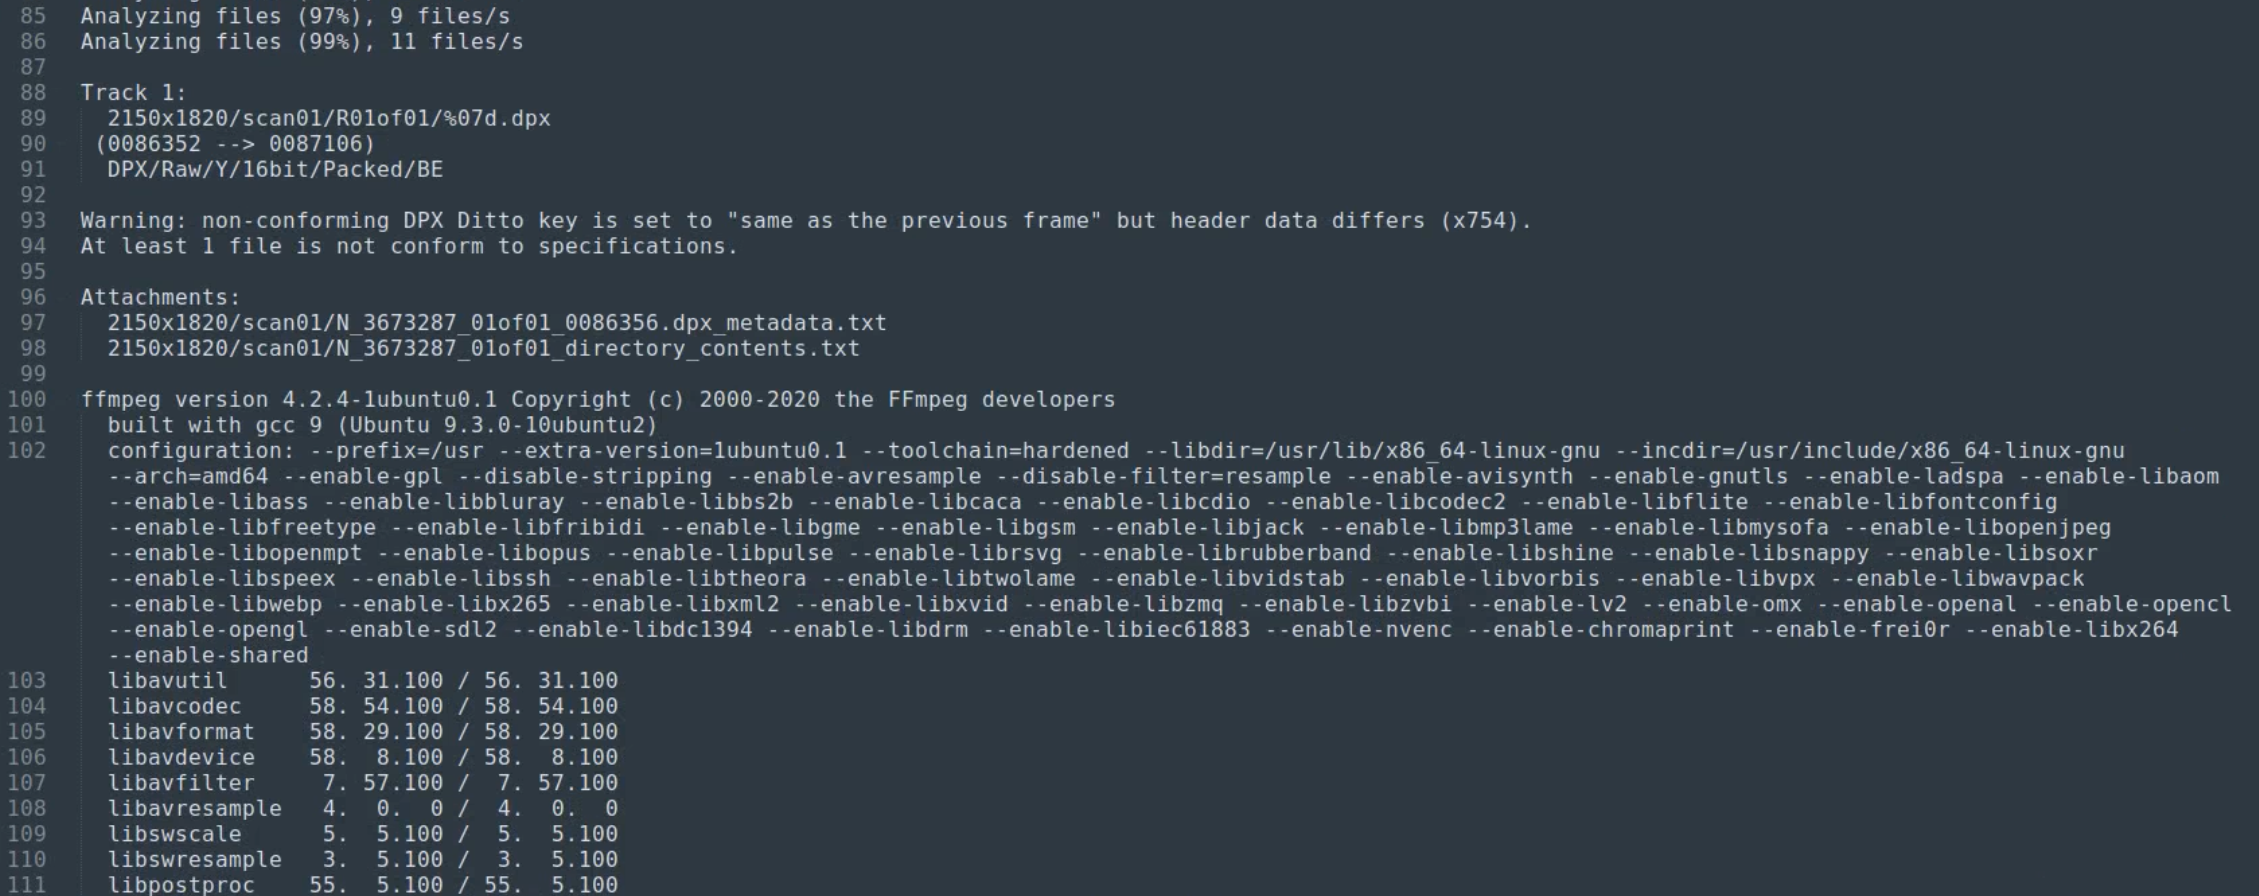 85 Analyzing files (97%), 9 files/s
86 Analyzing files (99%), 11 files/s
87
88 Track 1:
89 2150x1820/scan01/R01of01/%07d.dpx
90 (0086352 --> 0087106)
91 DPX/Raw/Y/16bit/Packed/BE
92
93 Warning: non-conforming DPX Ditto key is set to "same as the previous frame" but header data differs (x754).
94 At least 1 file is not conform to specifications.
95
96 Attachments:
97 2150x1820/scan01/N_3673287_01of01_0086356.dpx_metadata.txt
98 2150x1820/scan01/N_3673287_01of01_directory_contents.txt
99
100 ffmpeg version 4.2.4-1ubuntu0.1 Copyright (c) 2000-2020 the FFmpeg developers
101 built with gcc 9 (Ubuntu 9.3.0-10ubuntu2)
102 configuration: --prefix=/usr --extra-version=1ubuntu0.1 --toolchain=hardened --libdir=/usr/lib/x86_64-linux-gnu --incdir=/usr/include/x86_64-linux-gnu
--arch=amd64 --enable-gpl --disable-stripping --enable-avresample --disable-filter=resample --enable-avisynth --enable-gnutls --enable-ladspa --enable-libaom
--enable-libass --enable-libbluray --enable-libbs2b --enable-libcaca --enable-libcdio --enable-libcodec2 --enable-libflite --enable-libfontconfig
--enable-libfreetype --enable-libfribidi --enable-libgme --enable-libgsm --enable-libjack --enable-libmp3lame --enable-libmysofa --enable-libopenjpeg
--enable-libopenmpt --enable-libopus --enable-libpulse --enable-librsvg --enable-librubberband --enable-libshine --enable-libsnappy --enable-libsoxr
--enable-libspeex --enable-libssh --enable-libtheora --enable-libtwolame --enable-libvidstab --enable-libvorbis --enable-libvpx --enable-libwavpack
--enable-libwebp --enable-libx265 --enable-libxml2 --enable-libxvid --enable-libzmq --enable-libzvbi --enable-lv2 --enable-omx --enable-openal --enable-opencl
--enable-opengl --enable-sdl2 --enable-libdc1394 --enable-libdrm --enable-libiec61883 --enable-nvenc --enable-chromaprint --enable-frei0r --enable-libx264
--enable-shared
103 libavutil 56. 31.100 / 56. 31.100
104 libavcodec 58. 54.100 / 58. 54.100
105 libavformat 58. 29.100 / 58. 29.100
106 libavdevice 58. 8.100 / 58. 8.100
107 libavfilter 7. 57.100 / 7. 57.100
108 libavresample 4. 0. 0 / 4. 0. 0
109 libswscale 5. 5.100 / 5. 5.100
110 libswresample 3. 5.100 / 3. 5.100
111 libpostproc 55. 5.100 / 55. 5.100